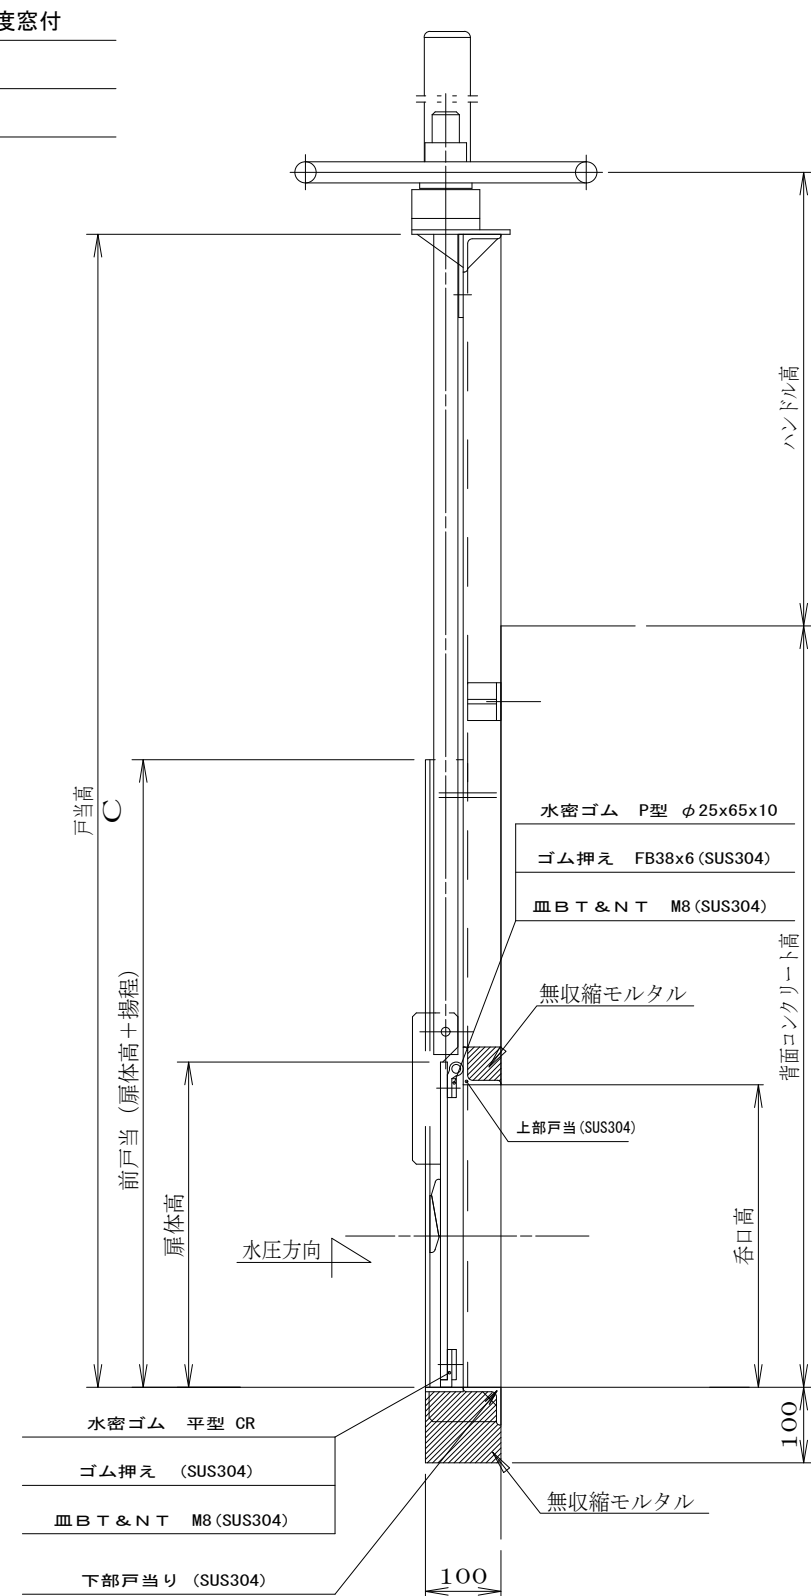 度窓付
ハンドル高
戸当高
C
水密ゴム　P型 φ25x65x10
ゴム押え　FB38x6(SUS304)
皿ＢＴ＆ＮＴ　M8(SUS304)
背面コンクリート高
前戸当（扉体高＋揚程）
無収縮モルタル
上部戸当(SUS304)
扉体高
呑口高
水圧方向
水密ゴム　平型 CR
ゴム押え　(SUS304)
皿ＢＴ＆ＮＴ　M8(SUS304)
下部戸当り (SUS304)
無収縮モルタル
100
100